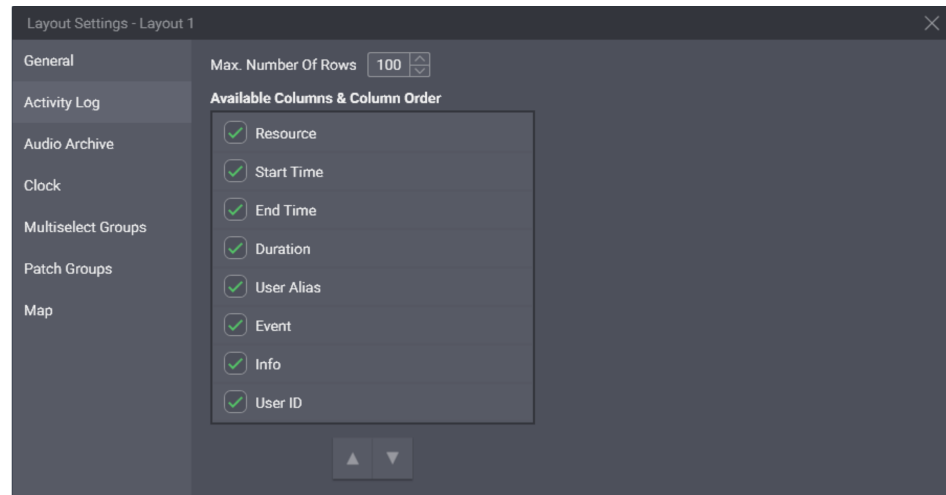 Layout Settings - Layout 1
General
Activity Log
Audio Archive
Clock
Multiselect Groups
Patch Groups
Map
Max. Number Of Rows 100
Available Columns & Column Order
Resource
Start Time
End Time
Duration
User Alias
Event
Info
User ID